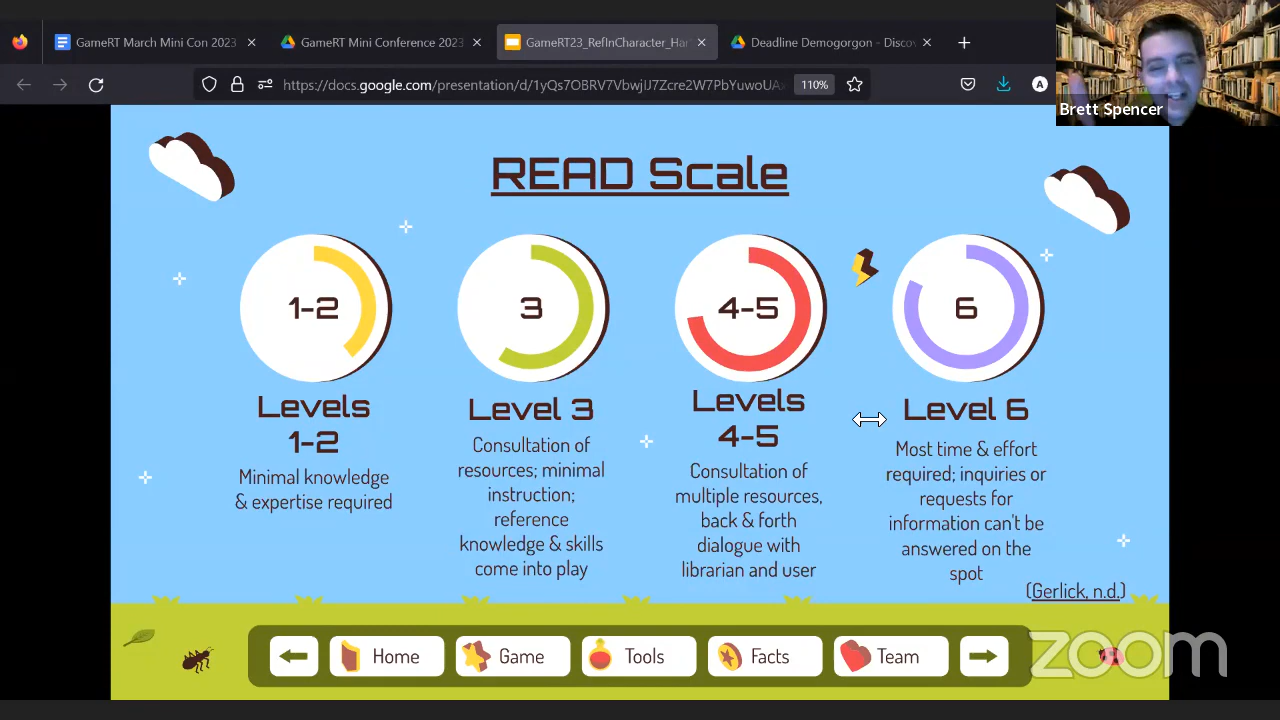 GameRT March Mini Con 2023
GameRT Mini Conference 2023
GameRT23_RefInCharacter_Har
Deadline Demogorgon - Disco
https://docs.google.com/presentation/d/1yQs7OBRV7VbwjIJ7Zcre2W7PbYuwoUA
110%
A
Brett Spencer
READ Scale
1-2
3
4-5
6
Levels
1-2
Minimal knowledge
& expertise required
Level 3
Consultation of
resources; minimal
instruction;
reference
knowledge & skills
come into play
Levels
4-5
Consultation of
multiple resources,
back & forth
dialogue with
librarian and user
Level 6
Most time & effort
required; inquiries or
requests for
information can't be
answered on the
spot
(Gerlick, n.d.)
Home
Game
Tools
Facts
Team
zoom